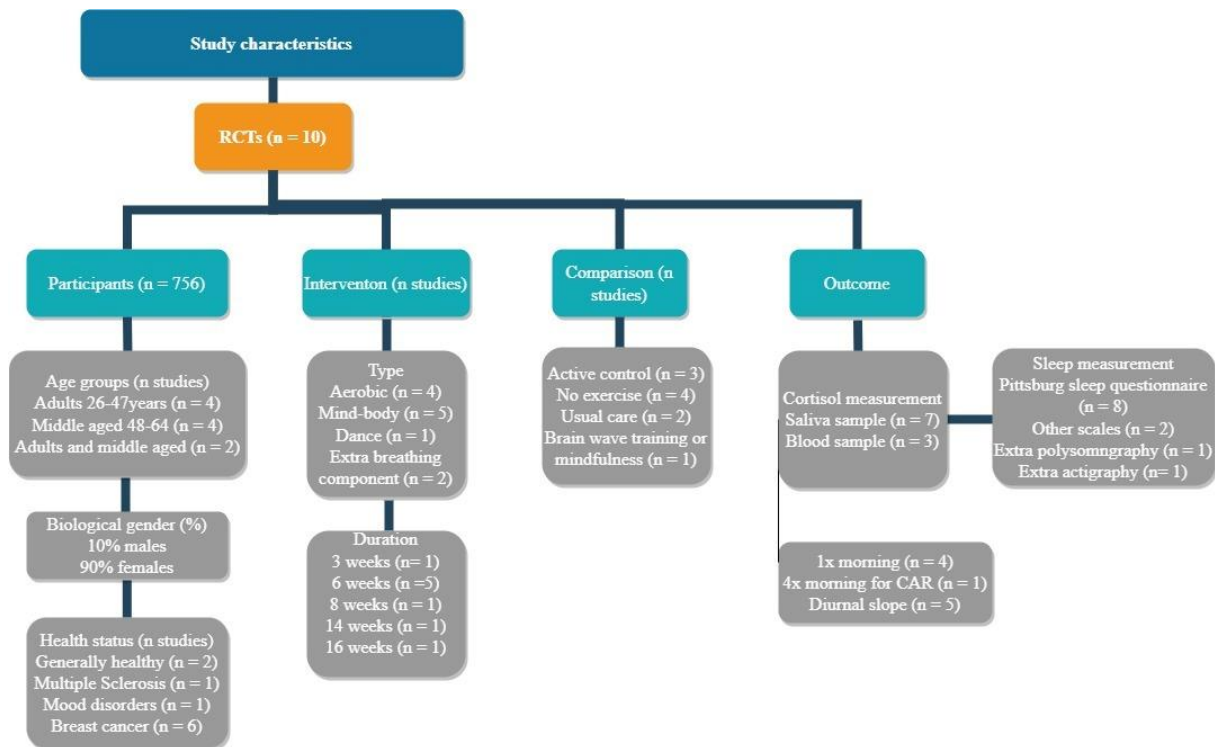 Study characteristics
RCTs (n = 10)
Participants (n = 756)
Age groups (n studies)
Adults 26-47years (n = 4)
Middle aged 48-64 (n = 4)
Adults and middle aged (n = 2)
Biological gender (%)
10% males
90% females
Health status (n studies)
Generally healthy (n = 2)
Multiple Sclerosis (n = 1)
Mood disorders (n = 1)
Breast cancer (n = 6)
Interventon (n studies)
Type
Aerobic (n = 4)
Mind-body (n = 5)
Dance (n = 1)
Extra breathing
component (n = 2)
Duration
3 weeks (n= 1)
6 weeks (n =5)
8 weeks (n = 1)
14 weeks (n = 1)
16 weeks (n = 1)
Comparison (n
studies)
Active control (n = 3)
No exercise (n = 4)
Usual care (n = 2)
Brain wave training or
mindfulness (n = 1)
Outcome
Cortisol measurement
Saliva sample (n = 7)
Blood sample (n = 3)
1x morning (n = 4)
4x morning for CAR (n = 1)
Diurnal slope (n = 5)
Sleep measurement
Pittsburg sleep questionnaire
(n = 8)
Other scales (n = 2)
Extra polysomngraphy (n = 1)
Extra actigraphy (n= 1)